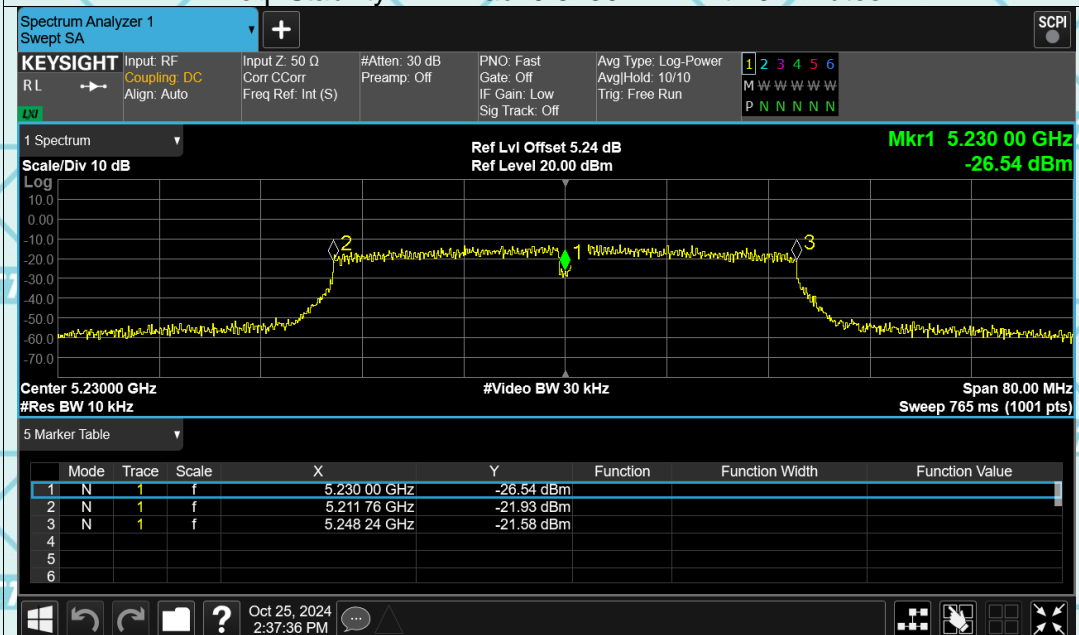 Spectrum Analyzer 1
Swept SA
+
SCPI
KEYSIGHT
RL
LXI
Input: RF
Coupling: DC
Align: Auto
Input Z: 50 Ω
Corr CCorr
Freq Ref: Int (S)
#Atten: 30 dB
Preamp: Off
PNO: Fast
Gate: Off
IF Gain: Low
Sig Track: Off
Avg Type: Log-Power
Avg|Hold: 10/10
Trig: Free Run
1 2 3 4 5 6
M W W W W W
P N N N N N
1 Spectrum
Scale/Div 10 dB
Ref Lvl Offset 5.24 dB
Ref Level 20.00 dBm
Mkr1 5.230 00 GHz
-26.54 dBm
Log
10.0
0.00
-10.0
-20.0
-30.0
-40.0
-50.0
-60.0
-70.0
2
1
3
Center 5.23000 GHz
#Video BW 30 kHz
Span 80.00 MHz
#Res BW 10 kHz
Sweep 765 ms (1001 pts)
5 Marker Table
Mode Trace Scale X Y Function Function Width Function Value
1 N 1 f 5.230 00 GHz -26.54 dBm
2 N 1 f 5.211 76 GHz -21.93 dBm
3 N 1 f 5.248 24 GHz -21.58 dBm
4
5
6
?
Oct 25, 2024
2:37:36 PM